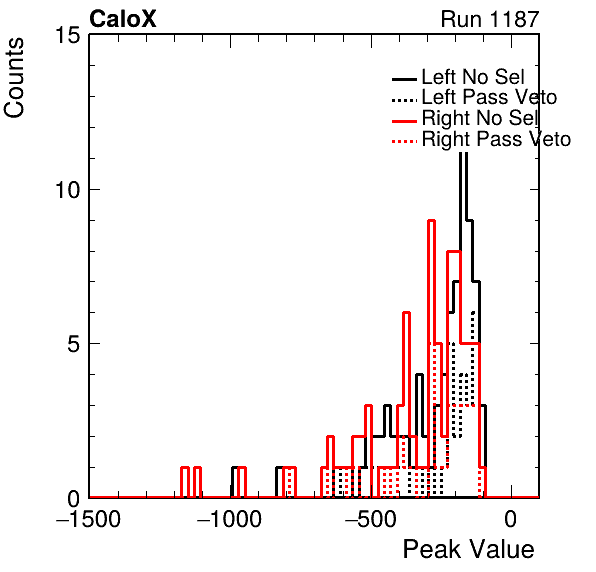 CaloX Run 1187
Counts
15
Left No Sel
Left Pass Veto
Right No Sel
Right Pass Veto
10
5
0
−1500 −1000 −500 0
Peak Value